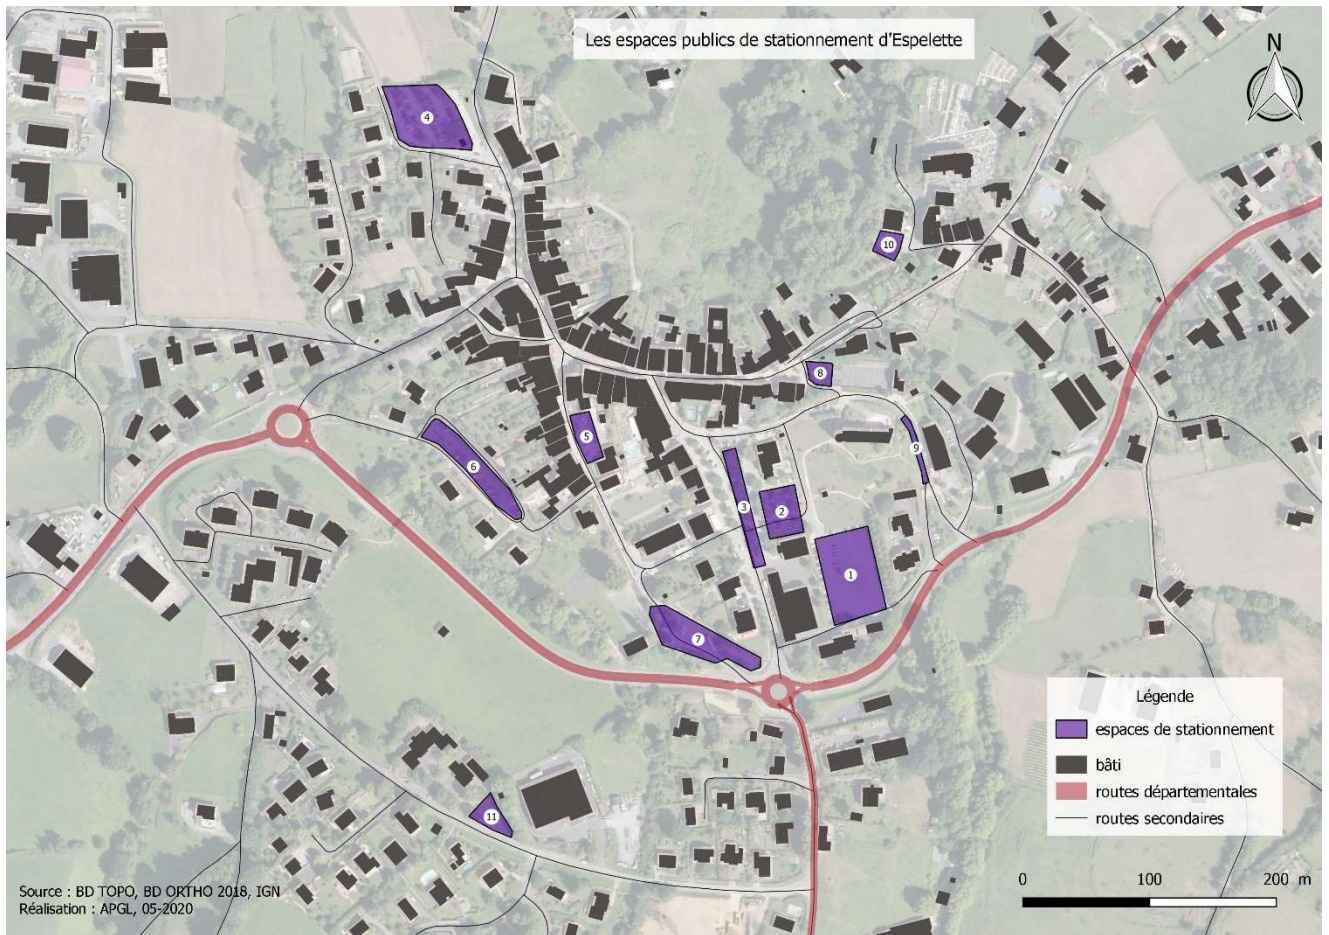 Les espaces publics de stationnement d'Espelette
N
4
10
8
5
9
6
3
2
1
7
11
Légende
espaces de stationnement
bâti
routes départementales
routes secondaires
Source : BD TOPO, BD ORTHO 2018, IGN
Réalisation : APGL, 05-2020
0 100 200 m